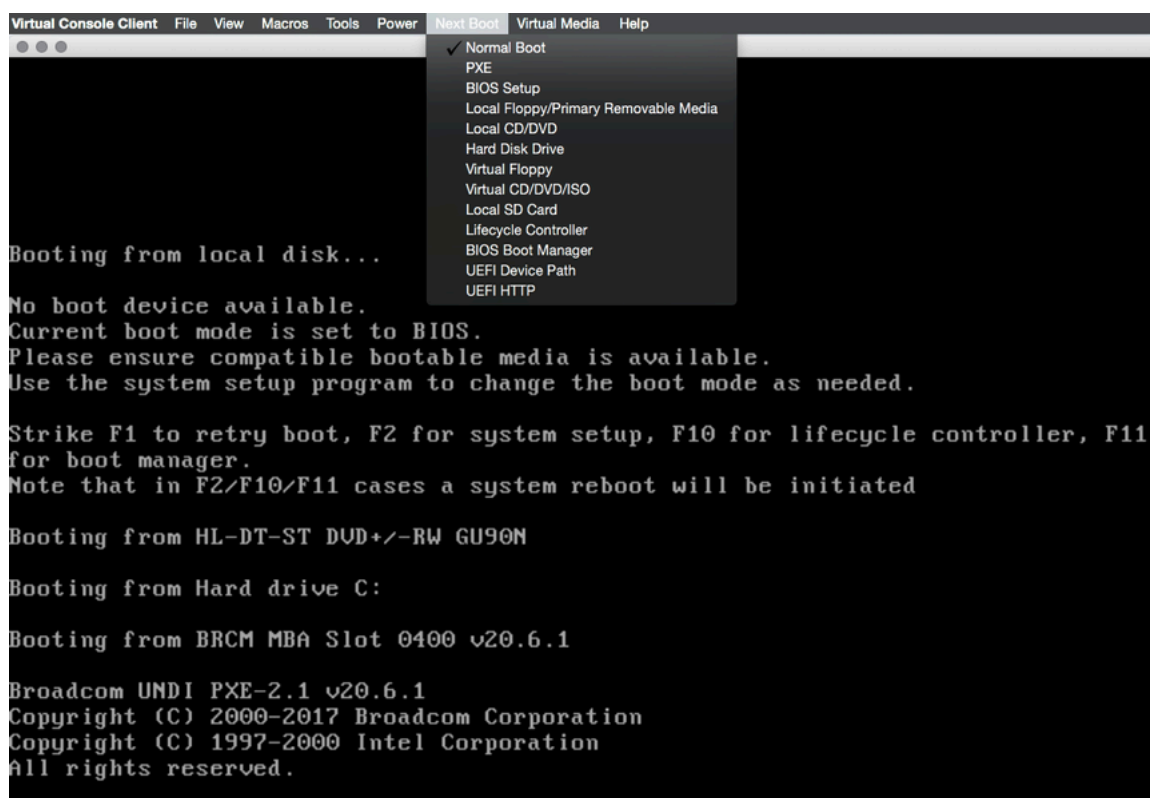 Virtual Console Client File View Macros Tools Power Next Boot Virtual Media Help
Normal Boot
PXE
BIOS Setup
Local Floppy/Primary Removable Media
Local CD/DVD
Hard Disk Drive
Virtual Floppy
Virtual CD/DVD/ISO
Local SD Card
Lifecycle Controller
BIOS Boot Manager
UEFI Device Path
UEFI HTTP
Booting from local disk...
No boot device available.
Current boot mode is set to BIOS.
Please ensure compatible bootable media is available.
Use the system setup program to change the boot mode as needed.
Strike F1 to retry boot, F2 for system setup, F10 for lifecycle controller, F11
for boot manager.
Note that in F2/F10/F11 cases a system reboot will be initiated
Booting from HL-DT-ST DVD+/-RW GU90N
Booting from Hard drive C:
Booting from BRCM MBA Slot 0400 v20.6.1
Broadcom UNDI PXE-2.1 v20.6.1
Copyright (C) 2000-2017 Broadcom Corporation
Copyright (C) 1997-2000 Intel Corporation
All rights reserved.